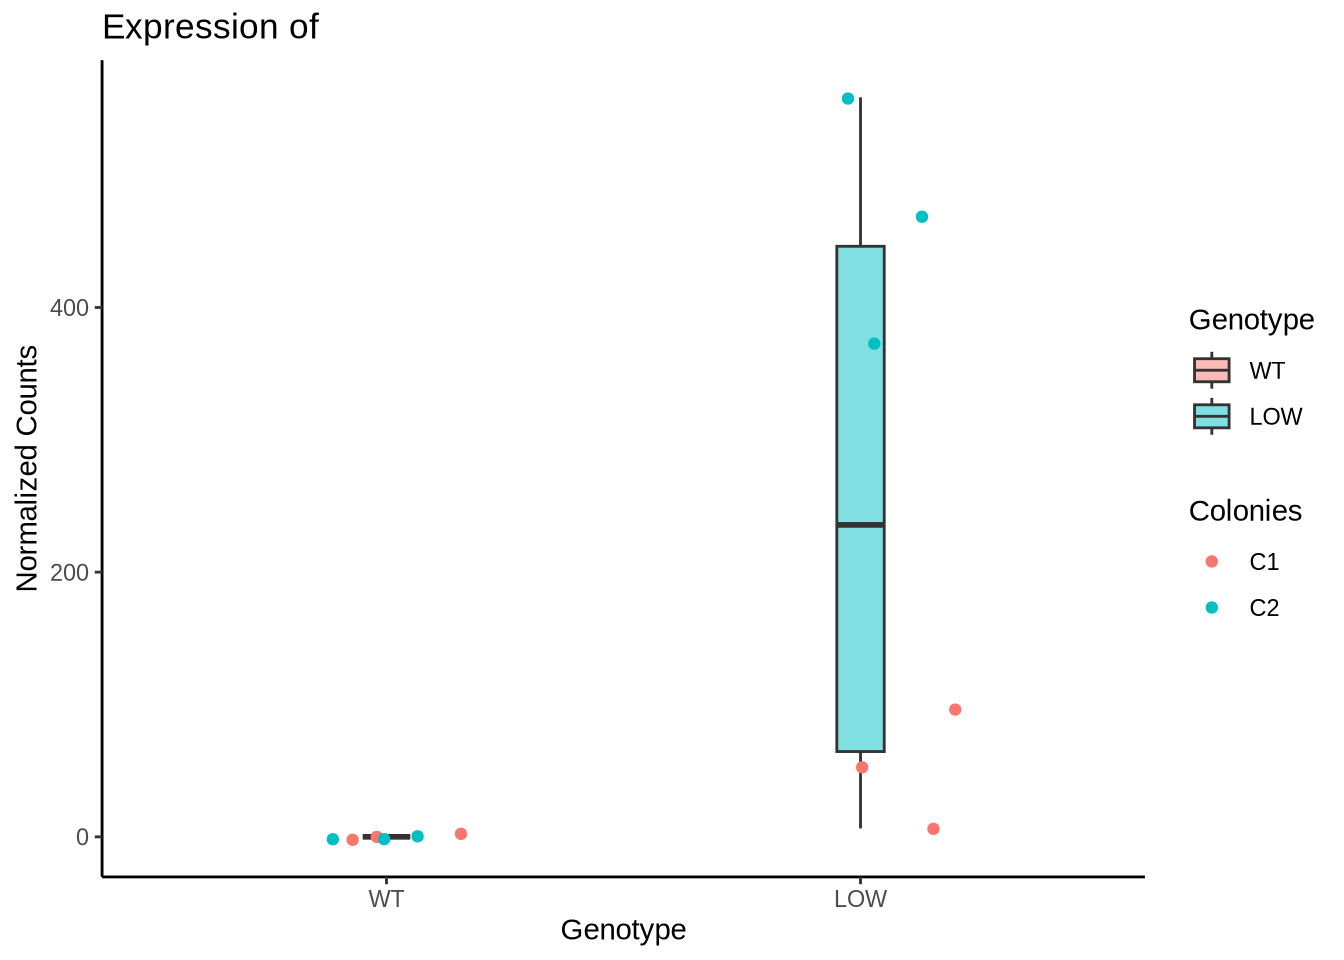 Expression of
Normalized Counts
400
200
0
WT
LOW
Genotype
Genotype
WT
LOW
Colonies
C1
C2